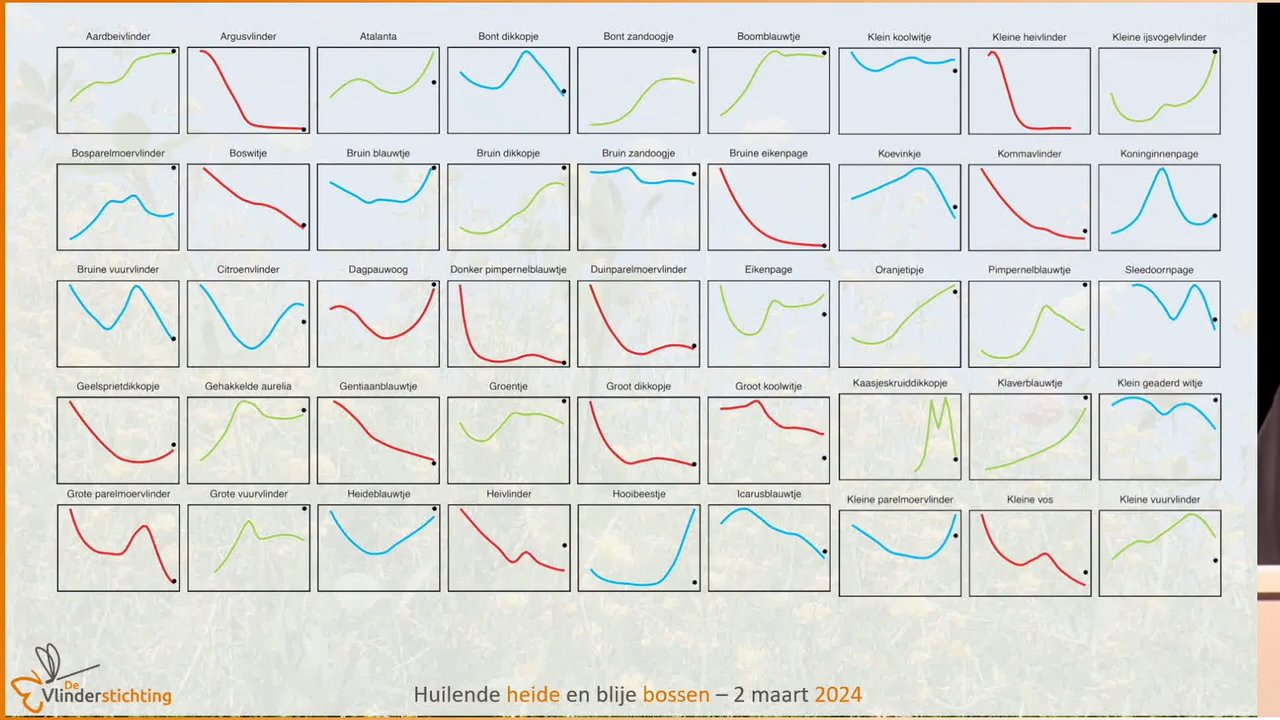 Aardbeivlinder Argusvlinder Atalanta Bont dikkopje Bont zandoogje Boomblauwtje Klein koolwitje Kleine heivlinder Kleine ijsvogelvlinder
Bosparelmoervlinder Boswitje Bruin blauwtje Bruin dikkopje Bruin zandoogje Bruine eikenpage Koevinkje Kommavlinder Koninginnenpage
Bruine vuurvlinder Citroenvlinder Dagpauwoog Donker pimpernelblauwtje Duinparelmoervlinder Eikenpage Oranjetipje Pimpernelblauwtje Sleedoornpage
Geelsprietdikkopje Gehakkelde aurelia Gentiaanblauwtje Groentje Groot dikkopje Groot koolwitje Kaasjeskruiddikkopje Klaverblauwtje Klein geaderd witje
Grote parelmoervlinder Grote vuurvlinder Heideblauwtje Heivlinder Hooibeestje Icarusblauwtje Kleine parelmoervlinder Kleine vos Kleine vuurvlinder
De
Vlinderstichting
Huilende heide en blije bossen – 2 maart 2024